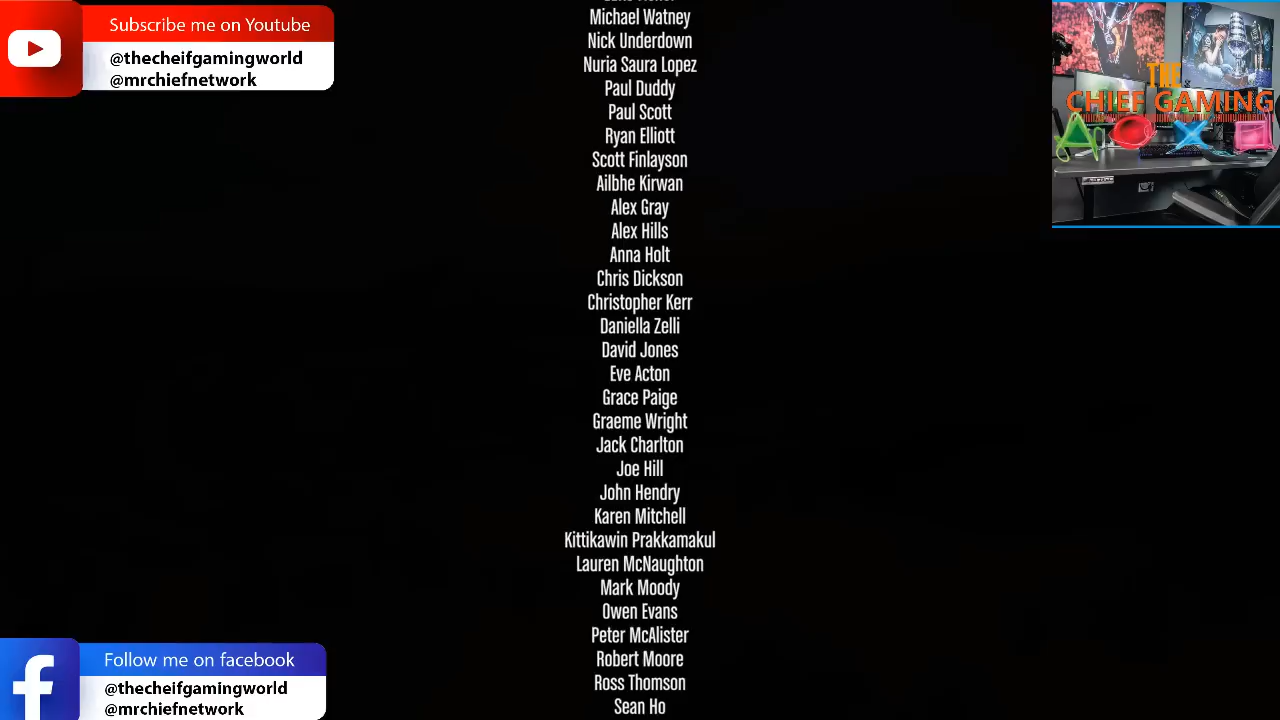 Subscribe me on Youtube
@thecheifgamingworld
@mrchiefnetwork
Michael Watney
Nick Underdown
Nuria Saura Lopez
Paul Duddy
Paul Scott
Ryan Elliott
Scott Finlayson
Ailbhe Kirwan
Alex Gray
Alex Hills
Anna Holt
Chris Dickson
Christopher Kerr
Daniella Zelli
David Jones
Eve Acton
Grace Paige
Graeme Wright
Jack Charlton
Joe Hill
John Hendry
Karen Mitchell
Kittikawin Prakkamakul
Lauren McNaughton
Mark Moody
Owen Evans
Peter McAlister
Robert Moore
Ross Thomson
Sean Ho
THE
CHIEF GAMING
Follow me on facebook
@thecheifgamingworld
@mrchiefnetwork